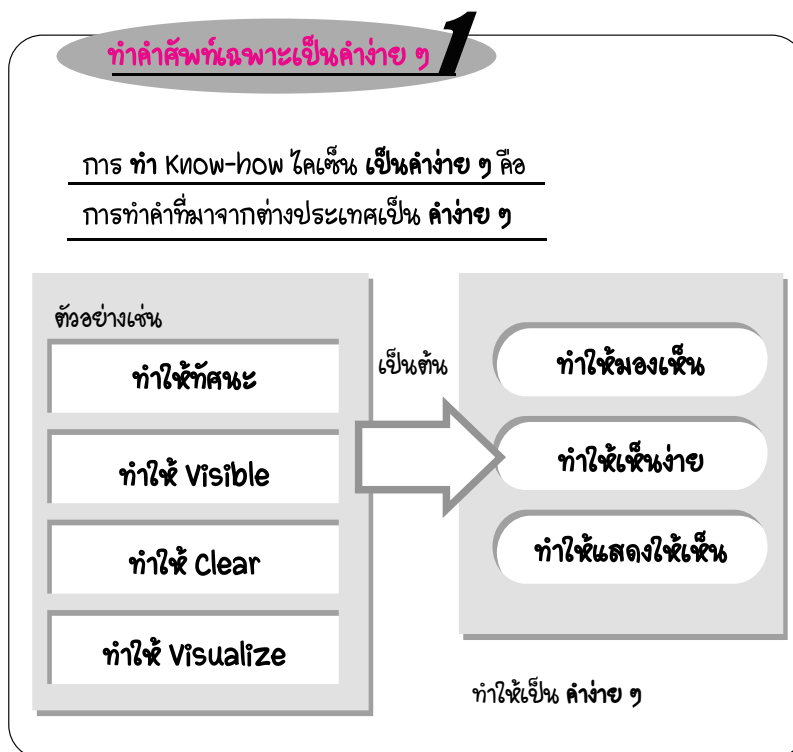 ทำคำศัพท์เฉพาะเป็นคำง่าย ๆ 1
การ ทำ Know-how ไคเซ็น เป็นคำง่าย ๆ คือ
การทำคำที่มาจากต่างประเทศเป็น คำง่าย ๆ
ตัวอย่างเช่น
ทำให้ทัศนะ
ทำให้ Visible
ทำให้ Clear
ทำให้ Visualize
เป็นต้น
ทำให้มองเห็น
ทำให้เห็นง่าย
ทำให้แสดงให้เห็น
ทำให้เป็น คำง่าย ๆ